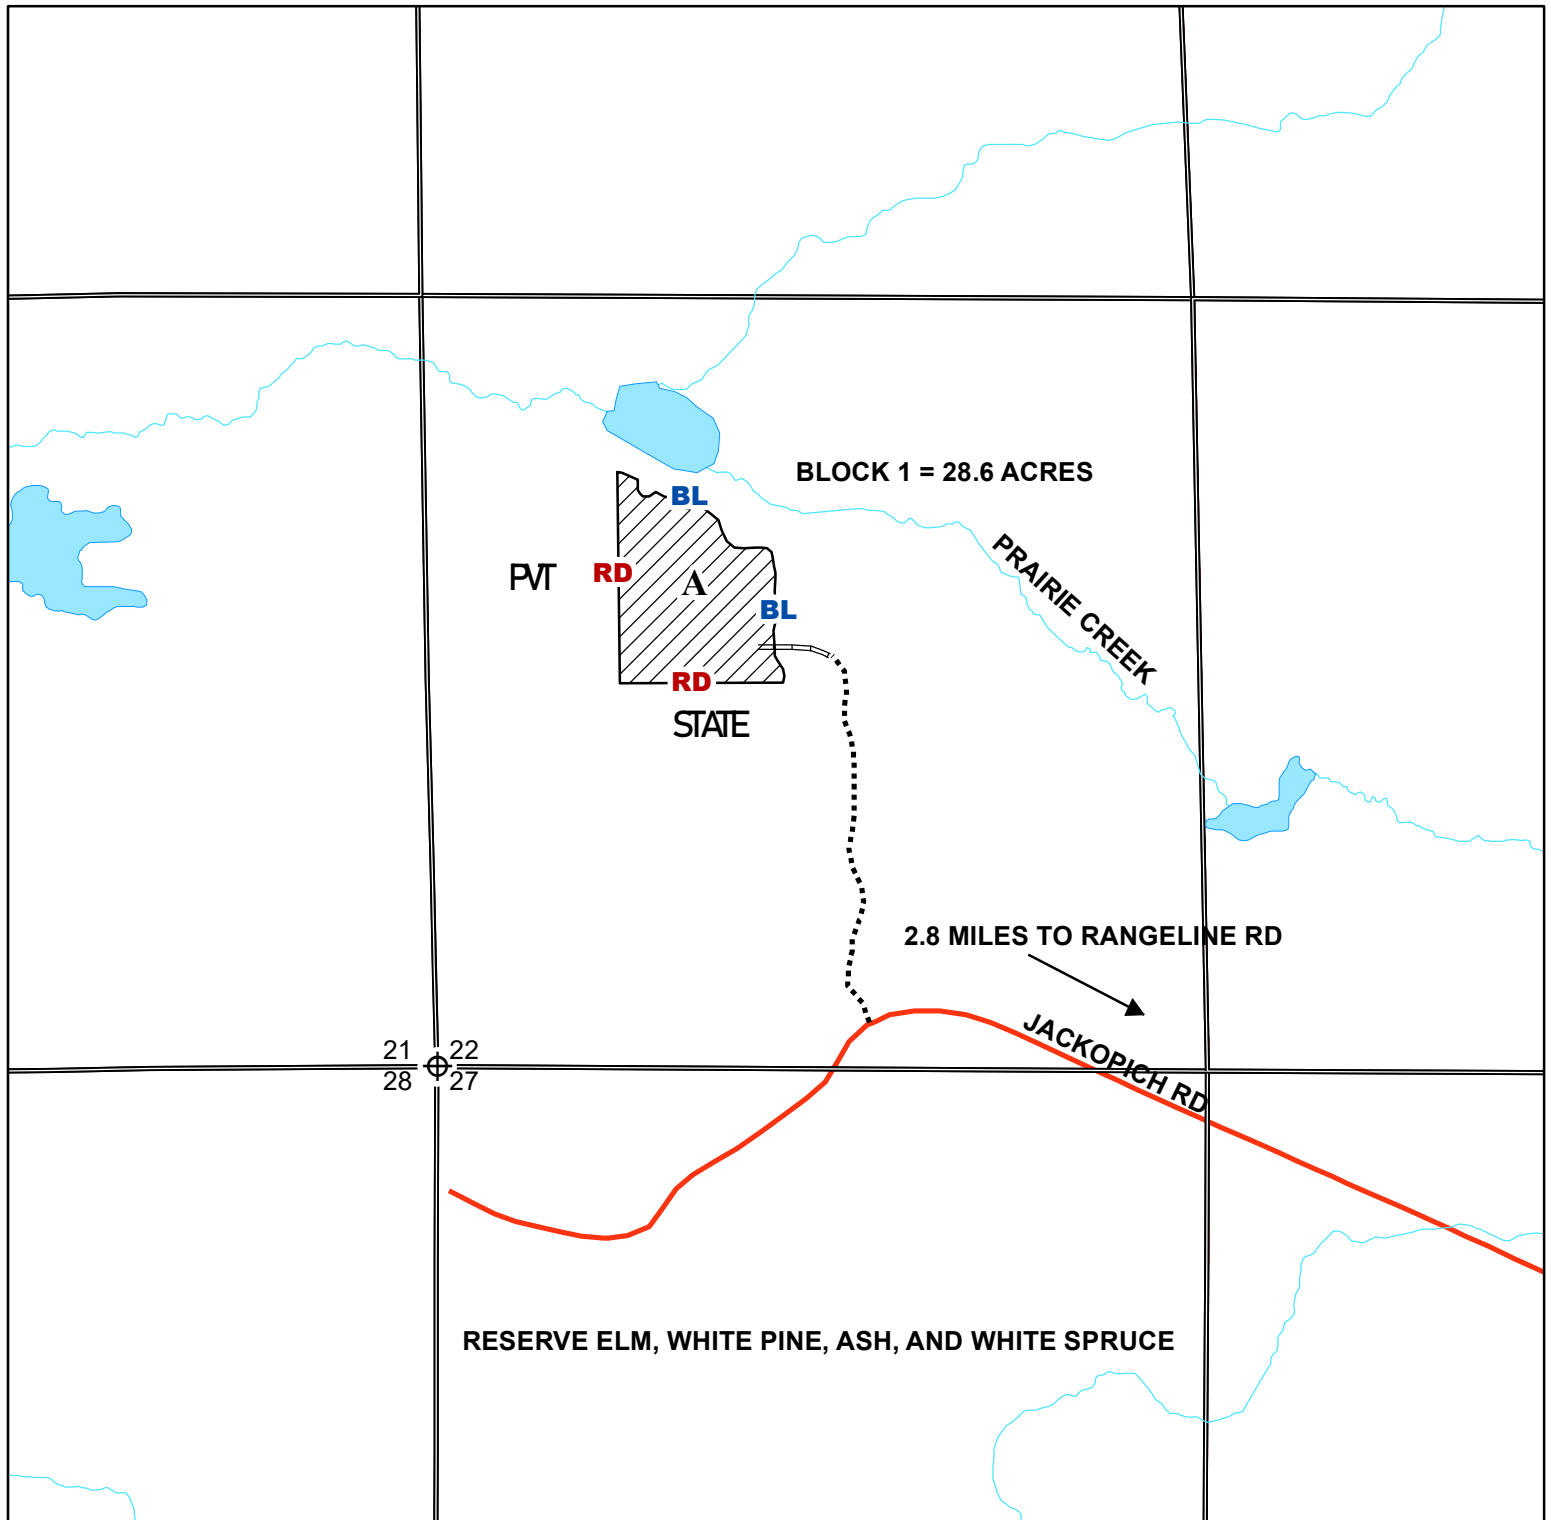 BLOCK 1 = 28.6 ACRES
BL
PRAIRIE CREEK
PVT
RD
A
BL
RD
STATE
2.8 MILES TO RANGELINE RD
JACKOPICH RD
21 22
28 27
RESERVE ELM, WHITE PINE, ASH, AND WHITE SPRUCE